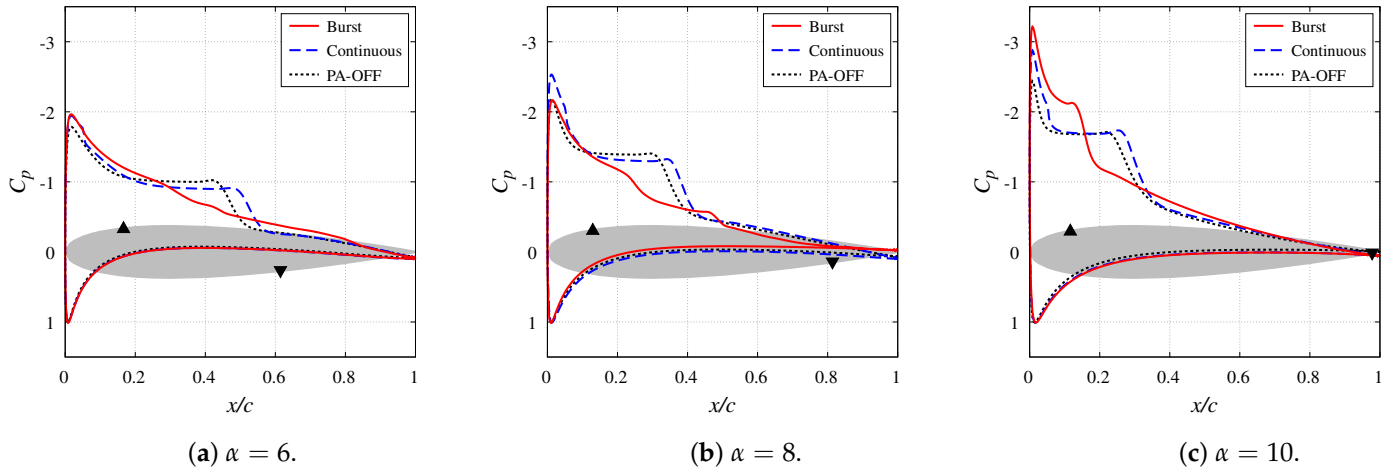 -3
-2
-1
0
1
0
0.2
0.4
0.6
0.8
1
C_p
x/c
Burst
Continuous
PA-OFF
(a) α = 6.
-3
-2
-1
0
1
0
0.2
0.4
0.6
0.8
1
C_p
x/c
Burst
Continuous
PA-OFF
(b) α = 8.
-3
-2
-1
0
1
0
0.2
0.4
0.6
0.8
1
C_p
x/c
Burst
Continuous
PA-OFF
(c) α = 10.